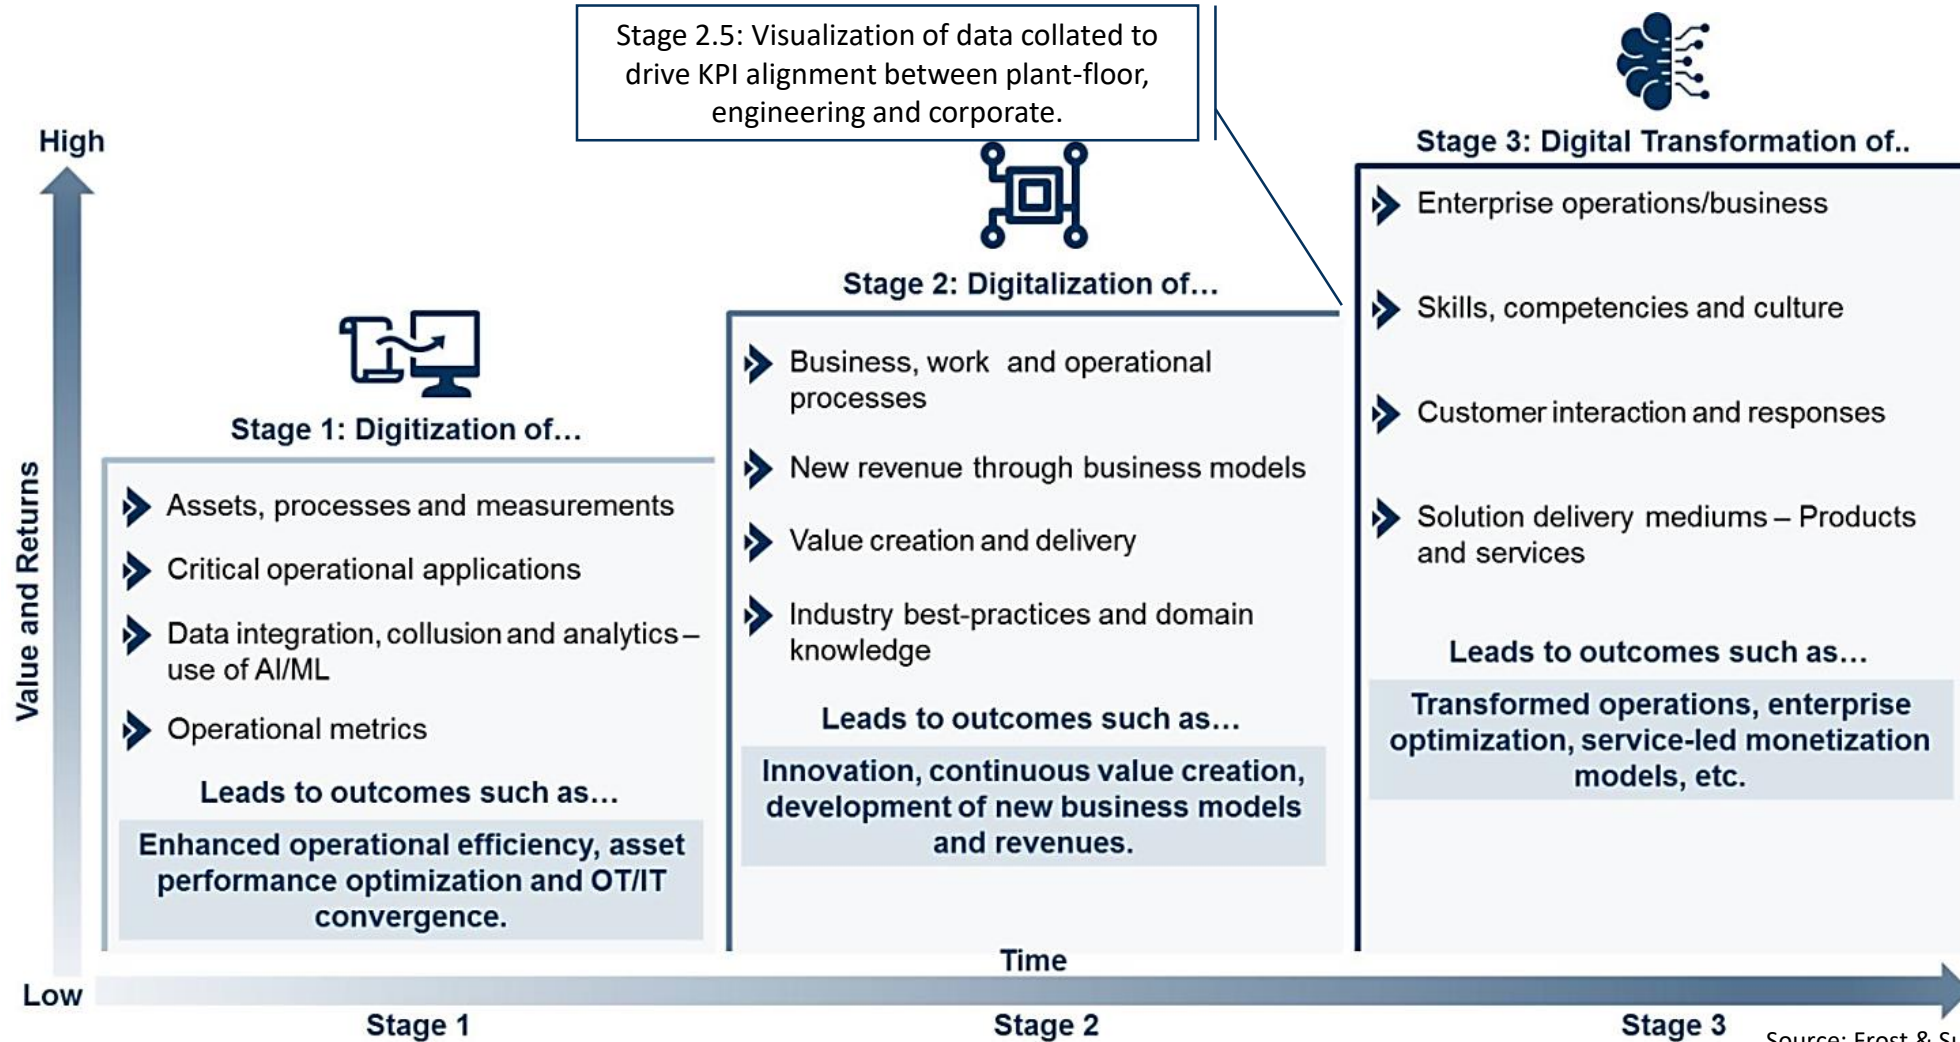 Stage 2.5: Visualization of data collated to
drive KPI alignment between plant-floor,
engineering and corporate.
High
Value and Returns
Low
Stage 1: Digitization of…
Assets, processes and measurements
Critical operational applications
Data integration, collusion and analytics –
use of AI/ML
Operational metrics
Leads to outcomes such as…
Enhanced operational efficiency, asset
performance optimization and OT/IT
convergence.
Stage 2: Digitalization of…
Business, work and operational
processes
New revenue through business models
Value creation and delivery
Industry best-practices and domain
knowledge
Leads to outcomes such as…
Innovation, continuous value creation,
development of new business models
and revenues.
Stage 3: Digital Transformation of..
Enterprise operations/business
Skills, competencies and culture
Customer interaction and responses
Solution delivery mediums – Products
and services
Leads to outcomes such as…
Transformed operations, enterprise
optimization, service-led monetization
models, etc.
Time
Stage 1
Stage 2
Stage 3
Source: Frost &